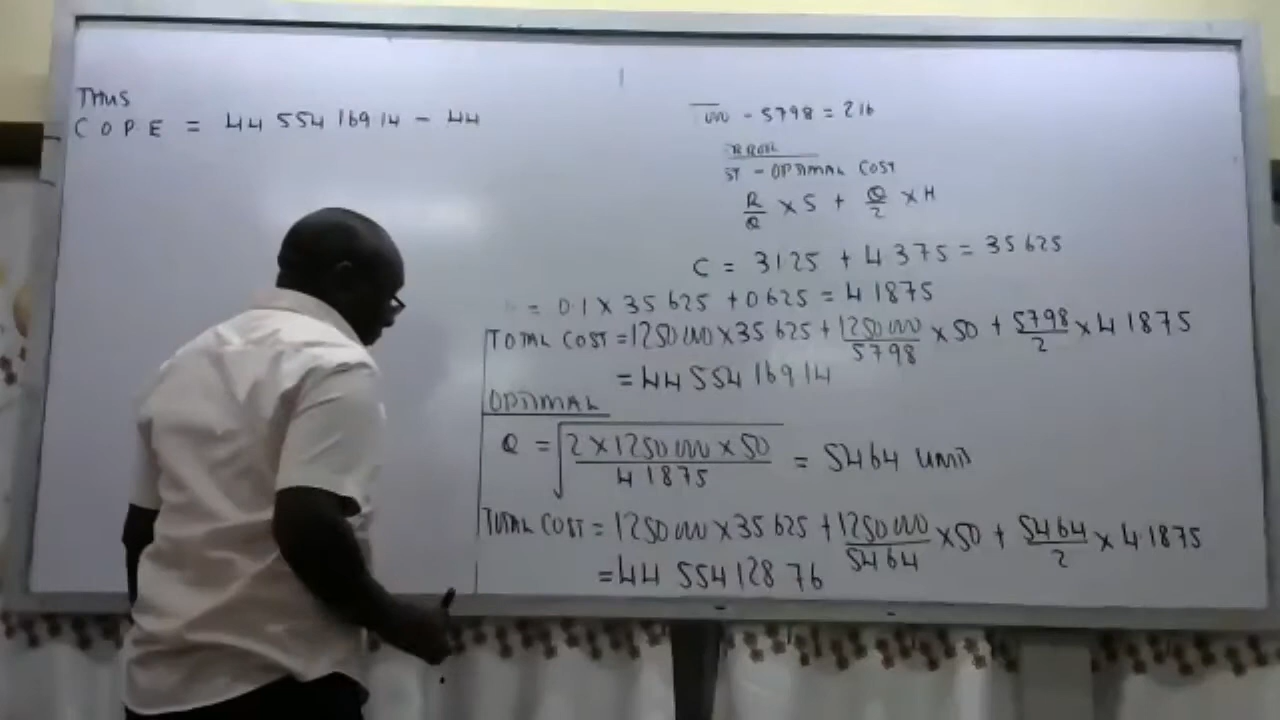 THUS
COPE = 44 554 169 14 - 44
000 - 5798 = 216
ST - OPTIMAL COST
R/Q × S + Q/2 × H
C = 3125 + 4 375 = 35625
= 0.1 × 35 625 + 0.625 = 4 1875
TOTAL COST = 1250 000 × 35 625 + 1250 000/5798 × 50 + 5798/2 × 4 1875
= 44 554 169 14
OPTIMAL
Q = √(2 × 1250 000 × 50 / 4 1875) = 5464 UNITS
TOTAL COST = 1250 000 × 35 625 + 1250 000/5464 × 50 + 5464/2 × 4.1875
= 44 554 128 76